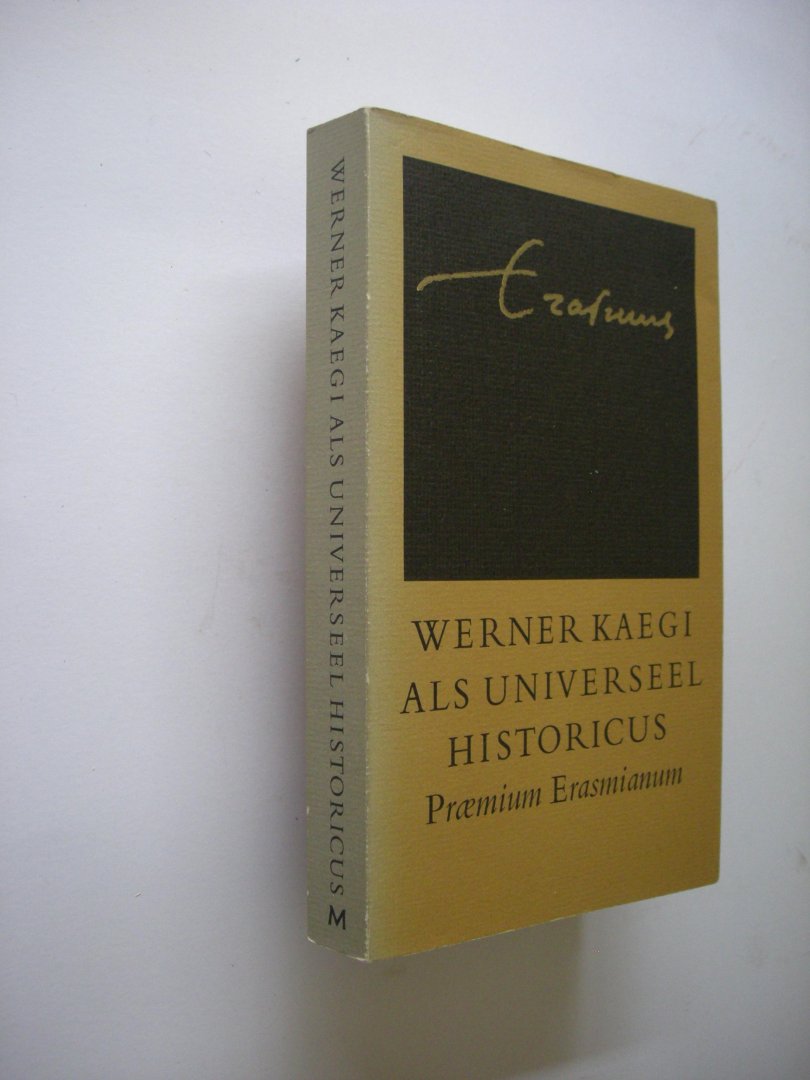 WERNER KAEGI ALS UNIVERSEEL HISTORICUS M
Erasmus
WERNER KAEGI
ALS UNIVERSEEL
HISTORICUS
Præmium Erasmianum